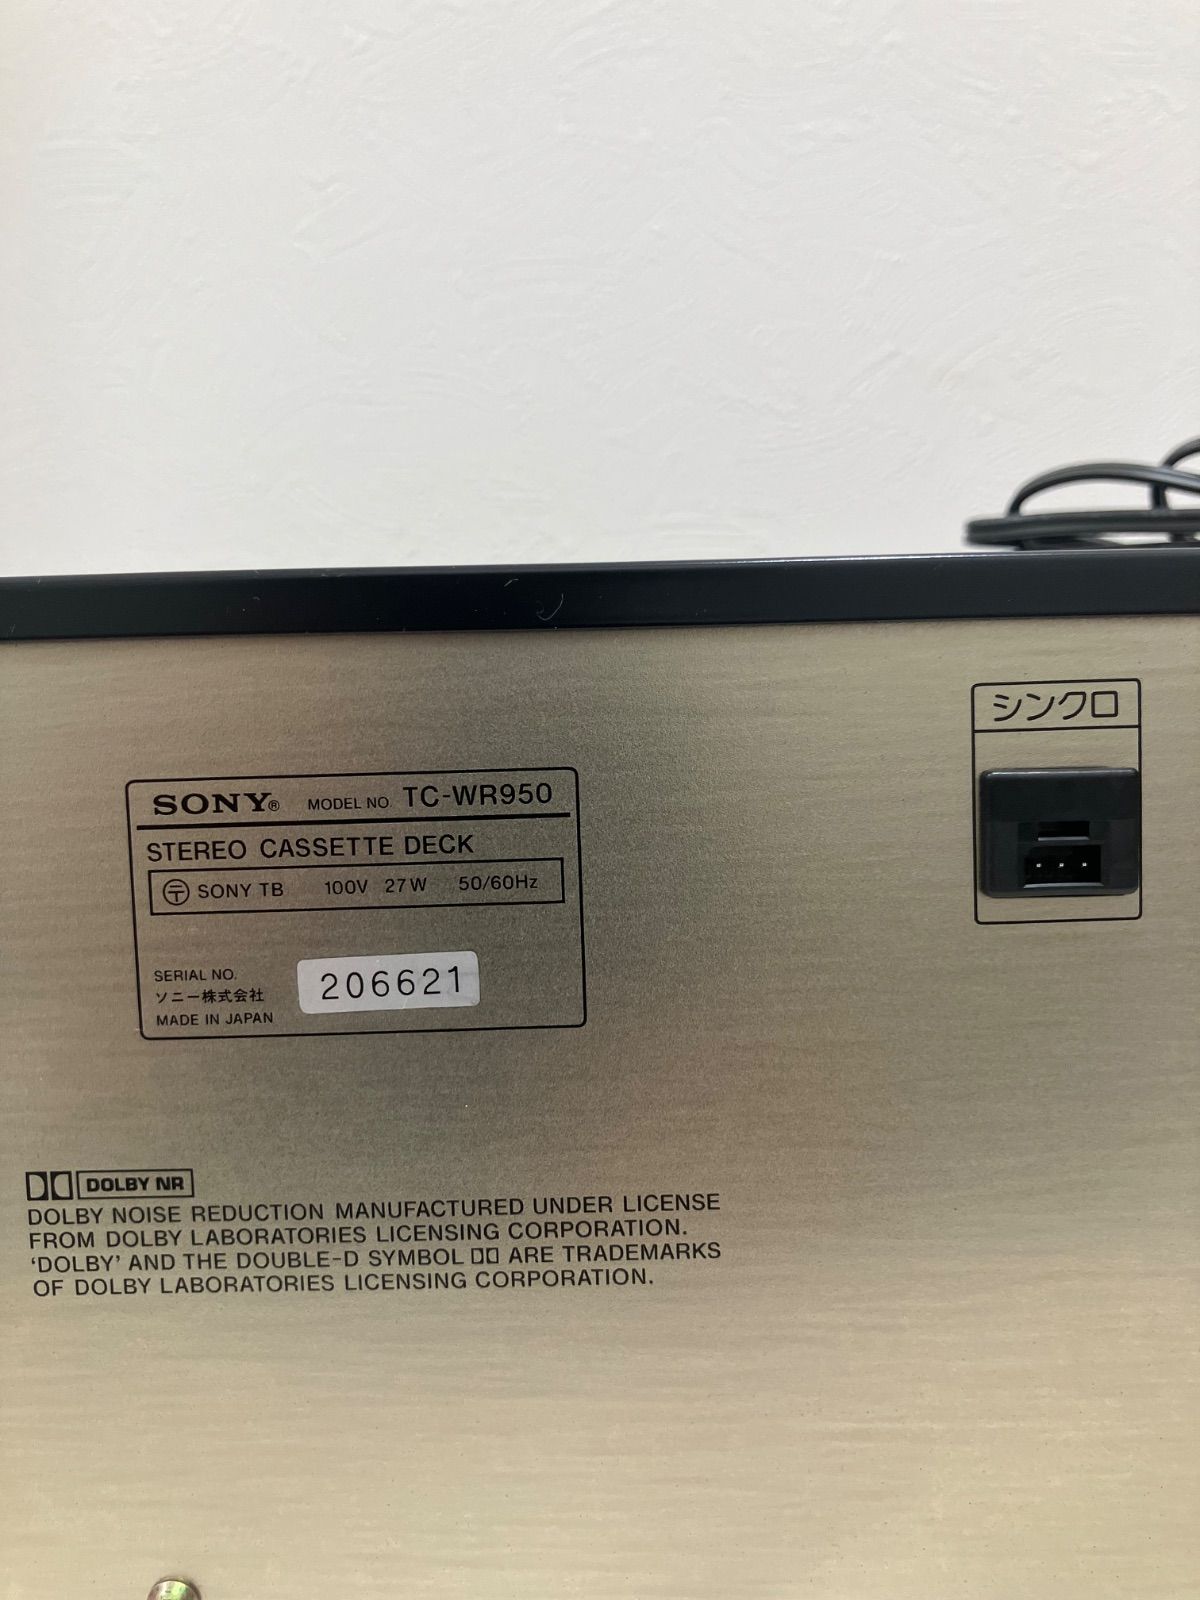 シンクロ
SONY® MODEL NO. TC-WR950
STEREO CASSETTE DECK
〒 SONY TB 100V 27W 50/60Hz
SERIAL NO. 206621
ソニー株式会社
MADE IN JAPAN
DOLBY NR
DOLBY NOISE REDUCTION MANUFACTURED UNDER LICENSE
FROM DOLBY LABORATORIES LICENSING CORPORATION.
‘DOLBY’ AND THE DOUBLE-D SYMBOL ARE TRADEMARKS
OF DOLBY LABORATORIES LICENSING CORPORATION.